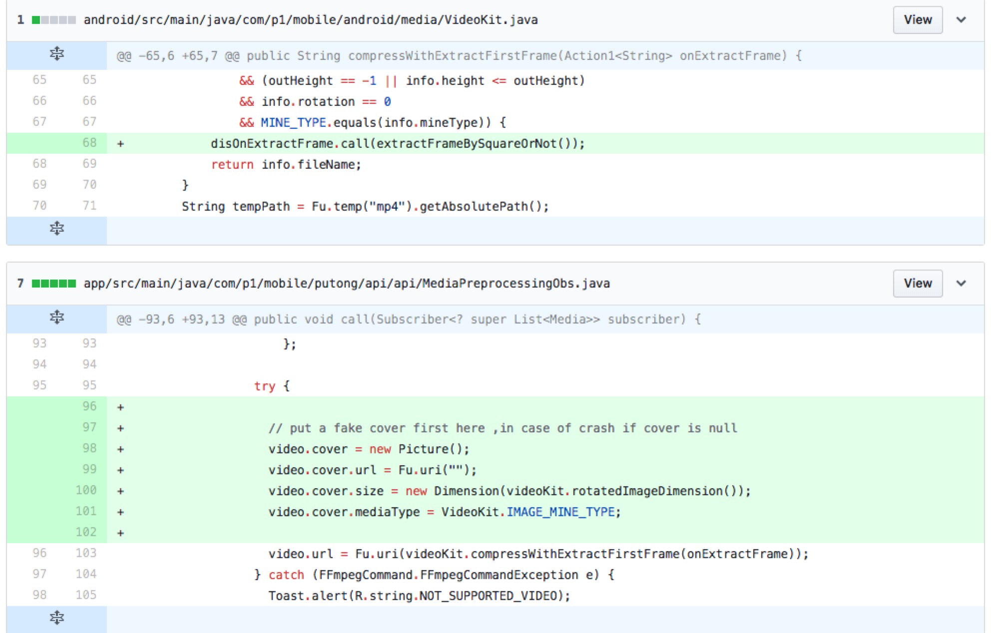 1 android/src/main/java/com/p1/mobile/android/media/VideoKit.java View
@@ -65,6 +65,7 @@ public String compressWithExtractFirstFrame(Action1<String> onExtractFrame) {
65 65 && (outHeight == -1 || info.height <= outHeight)
66 66 && info.rotation == 0
67 67 && MINE_TYPE.equals(info.mineType)) {
68 + disOnExtractFrame.call(extractFrameBySquareOrNot());
68 69 return info.fileName;
69 70 }
70 71 String tempPath = Fu.temp("mp4").getAbsolutePath();
7 app/src/main/java/com/p1/mobile/putong/api/api/MediaPreprocessingObs.java View
@@ -93,6 +93,13 @@ public void call(Subscriber<? super List<Media>> subscriber) {
93 93 };
94 94
95 95 try {
96 +
97 + // put a fake cover first here ,in case of crash if cover is null
98 + video.cover = new Picture();
99 + video.cover.url = Fu.uri("");
100 + video.cover.size = new Dimension(videoKit.rotatedImageDimension());
101 + video.cover.mediaType = VideoKit.IMAGE_MINE_TYPE;
102 +
96 103 video.url = Fu.uri(videoKit.compressWithExtractFirstFrame(onExtractFrame));
97 104 } catch (FFmpegCommand.FFmpegCommandException e) {
98 105 Toast.alert(R.string.NOT_SUPPORTED_VIDEO);